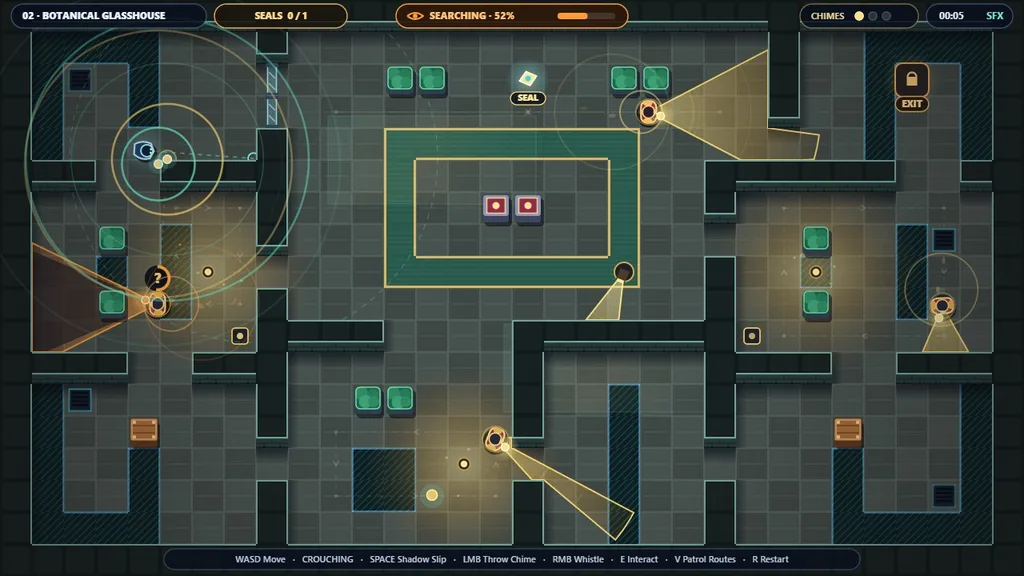 02 - BOTANICAL GLASSHOUSE
SEALS 0/1
SEARCHING · 52%
CHIMES
00:05 SFX
SEAL
EXIT
?
WASD Move · CROUCHING · SPACE Shadow Slip · LMB Throw Chime · RMB Whistle · E Interact · V Patrol Routes · R Restart